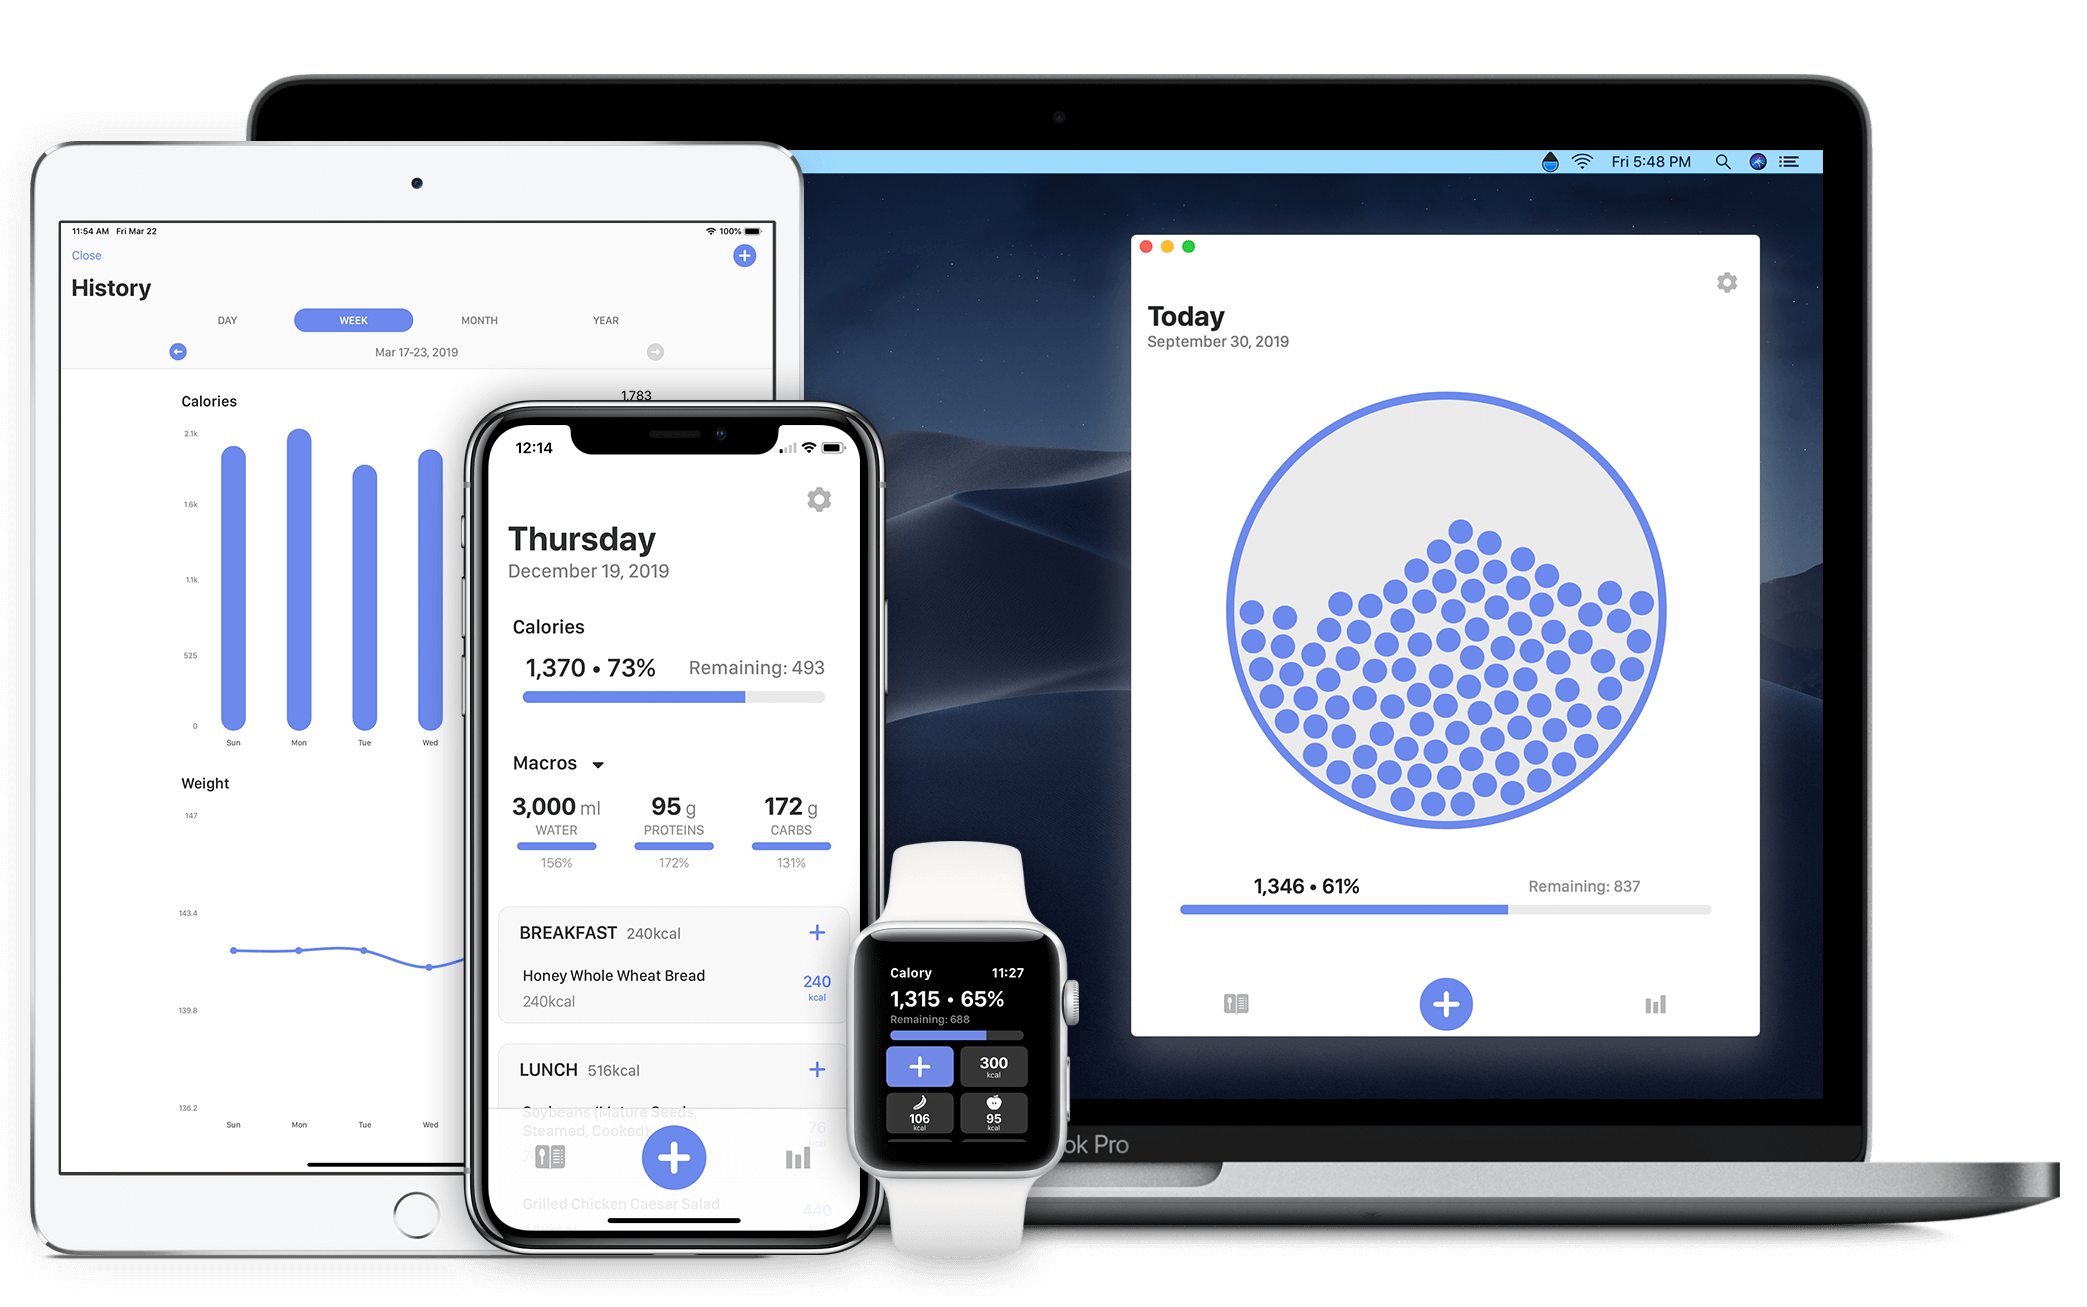 11:54 AM Fri Mar 22
100%
Close
History
DAY WEEK MONTH YEAR
Mar 17-23, 2019
Calories
1,783
2.1k
1.6k
1.1k
525
0
Sun Mon Tue Wed
Weight
147
143.4
139.8
136.2
Sun Mon Tue Wed
12:14
Thursday
December 19, 2019
Calories
1,370 • 73% Remaining: 493
Macros
3,000 ml 95 g 172 g
WATER PROTEINS CARBS
156% 172% 131%
BREAKFAST 240kcal
Honey Whole Wheat Bread
240kcal
240
kcal
LUNCH 516kcal
Soybeans (Mature Seeds,
Steamed, Cooked)
76
Grilled Chicken Caesar Salad
440
440kcal
Calory 11:27
1,315 • 65%
Remaining: 688
300
kcal
106
kcal
95
kcal
Fri 5:48 PM
Today
September 30, 2019
1,346 • 61% Remaining: 837
ok Pro